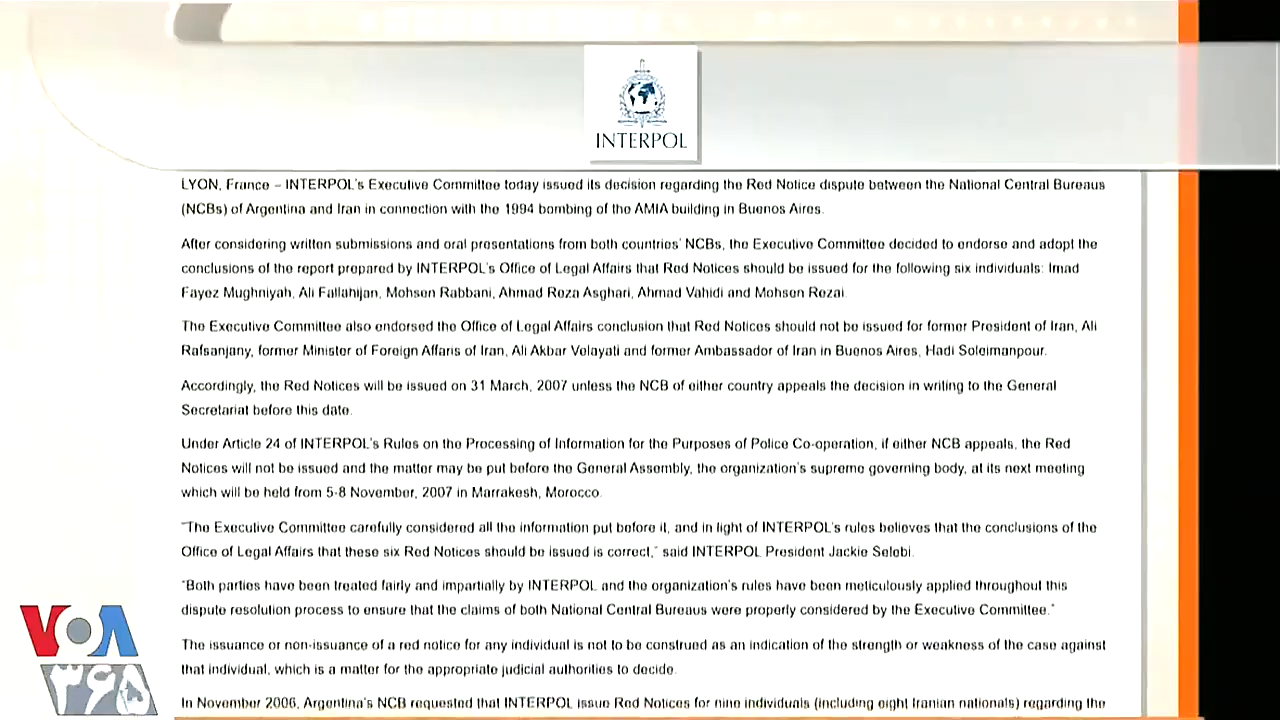 INTERPOL
LYON, France – INTERPOL's Executive Committee today issued its decision regarding the Red Notice dispute between the National Central Bureaus
(NCBs) of Argentina and Iran in connection with the 1994 bombing of the AMIA building in Buenos Aires.
After considering written submissions and oral presentations from both countries' NCBs, the Executive Committee decided to endorse and adopt the
conclusions of the report prepared by INTERPOL's Office of Legal Affairs that Red Notices should be issued for the following six individuals: Imad
Fayez Mughniyah, Ali Fallahijan, Mohsen Rabbani, Ahmad Reza Asghari, Ahmad Vahidi and Mohsen Rezai.
The Executive Committee also endorsed the Office of Legal Affairs conclusion that Red Notices should not be issued for former President of Iran, Ali
Rafsanjany, former Minister of Foreign Affaris of Iran, Ali Akbar Velayati and former Ambassador of Iran in Buenos Aires, Hadi Soleimanpour.
Accordingly, the Red Notices will be issued on 31 March, 2007 unless the NCB of either country appeals the decision in writing to the General
Secretariat before this date.
Under Article 24 of INTERPOL's Rules on the Processing of Information for the Purposes of Police Co-operation, if either NCB appeals, the Red
Notices will not be issued and the matter may be put before the General Assembly, the organization's supreme governing body, at its next meeting
which will be held from 5-8 November, 2007 in Marrakesh, Morocco.
"The Executive Committee carefully considered all the information put before it, and in light of INTERPOL's rules believes that the conclusions of the
Office of Legal Affairs that these six Red Notices should be issued is correct," said INTERPOL President Jackie Selebi.
"Both parties have been treated fairly and impartially by INTERPOL and the organization's rules have been meticulously applied throughout this
dispute resolution process to ensure that the claims of both National Central Bureaus were properly considered by the Executive Committee."
The issuance or non-issuance of a red notice for any individual is not to be construed as an indication of the strength or weakness of the case against
that individual, which is a matter for the appropriate judicial authorities to decide.
In November 2006, Argentina's NCB requested that INTERPOL issue Red Notices for nine individuals (including eight Iranian nationals) regarding the
VOA
۳۶۵